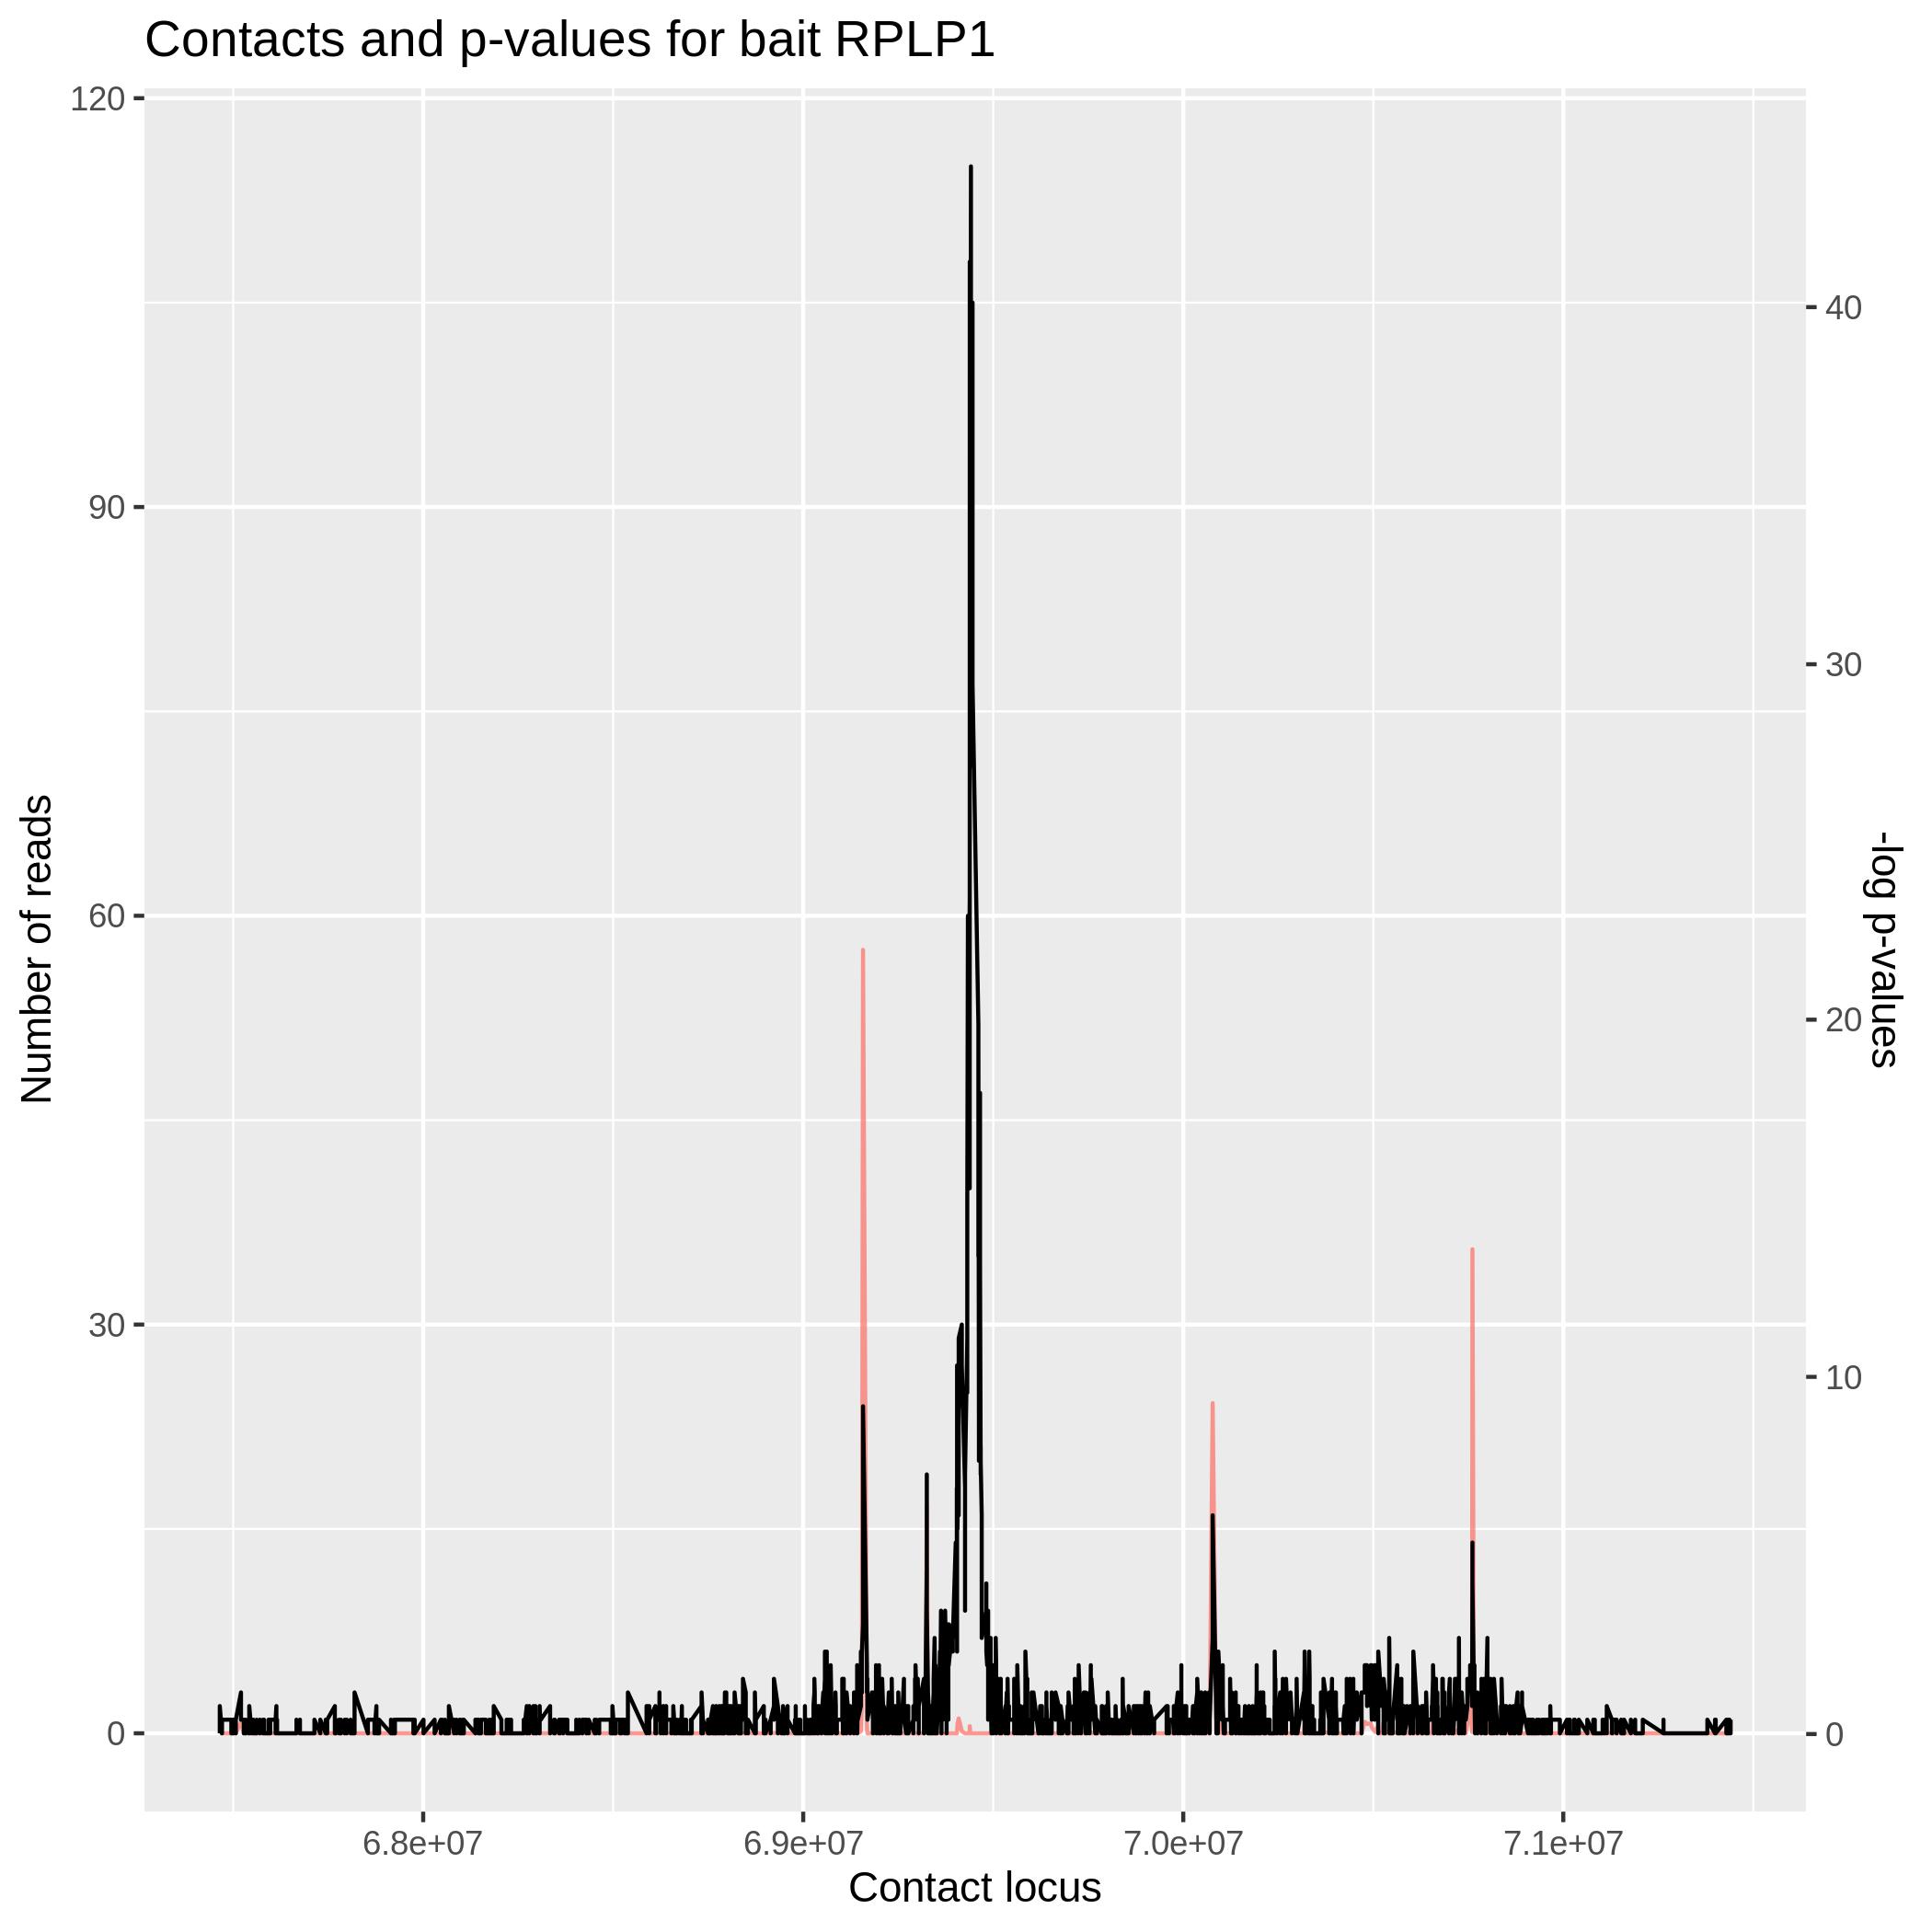 Contacts and p-values for bait RPLP1
120
90
60
30
0
Number of reads
40
30
20
10
0
-log p-values
6.8e+07
6.9e+07
7.0e+07
7.1e+07
Contact locus